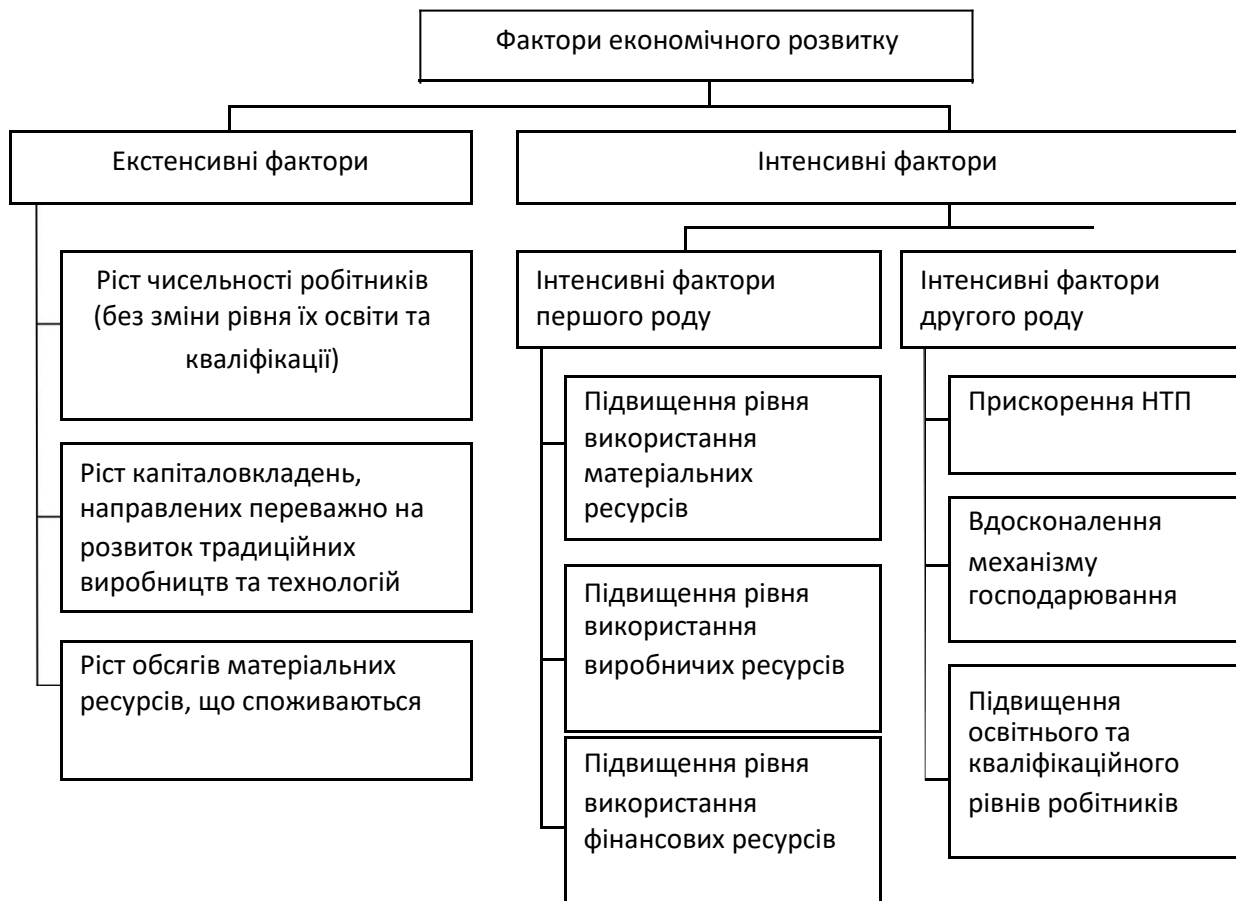 Фактори економічного розвитку
Екстенсивні фактори
Інтенсивні фактори
Ріст чисельності робітників
(без зміни рівня їх освіти та
кваліфікації)
Ріст капіталовкладень,
направлених переважно на
розвиток традиційних
виробництв та технологій
Ріст обсягів матеріальних
ресурсів, що споживаються
Інтенсивні фактори
першого роду
Підвищення рівня
використання
матеріальних
ресурсів
Підвищення рівня
використання
виробничих ресурсів
Підвищення рівня
використання
фінансових ресурсів
Інтенсивні фактори
другого роду
Прискорення НТП
Вдосконалення
механізму
господарювання
Підвищення
освітнього та
кваліфікаційного
рівнів робітників